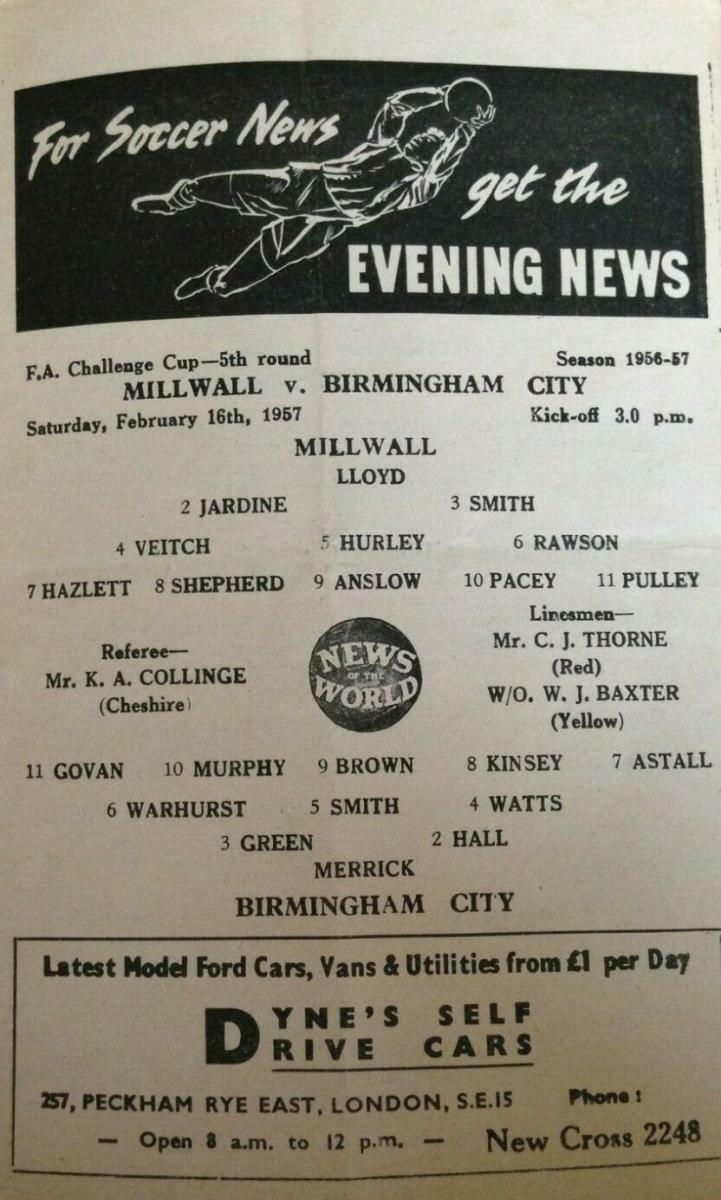 For Soccer News
get the
EVENING NEWS
F.A. Challenge Cup—5th round Season 1956-57
MILLWALL v. BIRMINGHAM CITY
Saturday, February 16th, 1957 Kick-off 3.0 p.m.
MILLWALL
LLOYD
2 JARDINE 3 SMITH
4 VEITCH 5 HURLEY 6 RAWSON
7 HAZLETT 8 SHEPHERD 9 ANSLOW 10 PACEY 11 PULLEY
Referee—
Mr. K. A. COLLINGE
(Cheshire)
NEWS
OF THE
WORLD
Linesmen—
Mr. C. J. THORNE
(Red)
W/O. W. J. BAXTER
(Yellow)
11 GOVAN 10 MURPHY 9 BROWN 8 KINSEY 7 ASTALL
6 WARHURST 5 SMITH 4 WATTS
3 GREEN 2 HALL
MERRICK
BIRMINGHAM CITY
Latest Model Ford Cars, Vans & Utilities from £1 per Day
DYNE'S SELF
DRIVE CARS
257, PECKHAM RYE EAST, LONDON, S.E.15 Phone:
— Open 8 a.m. to 12 p.m. — New Cross 2248